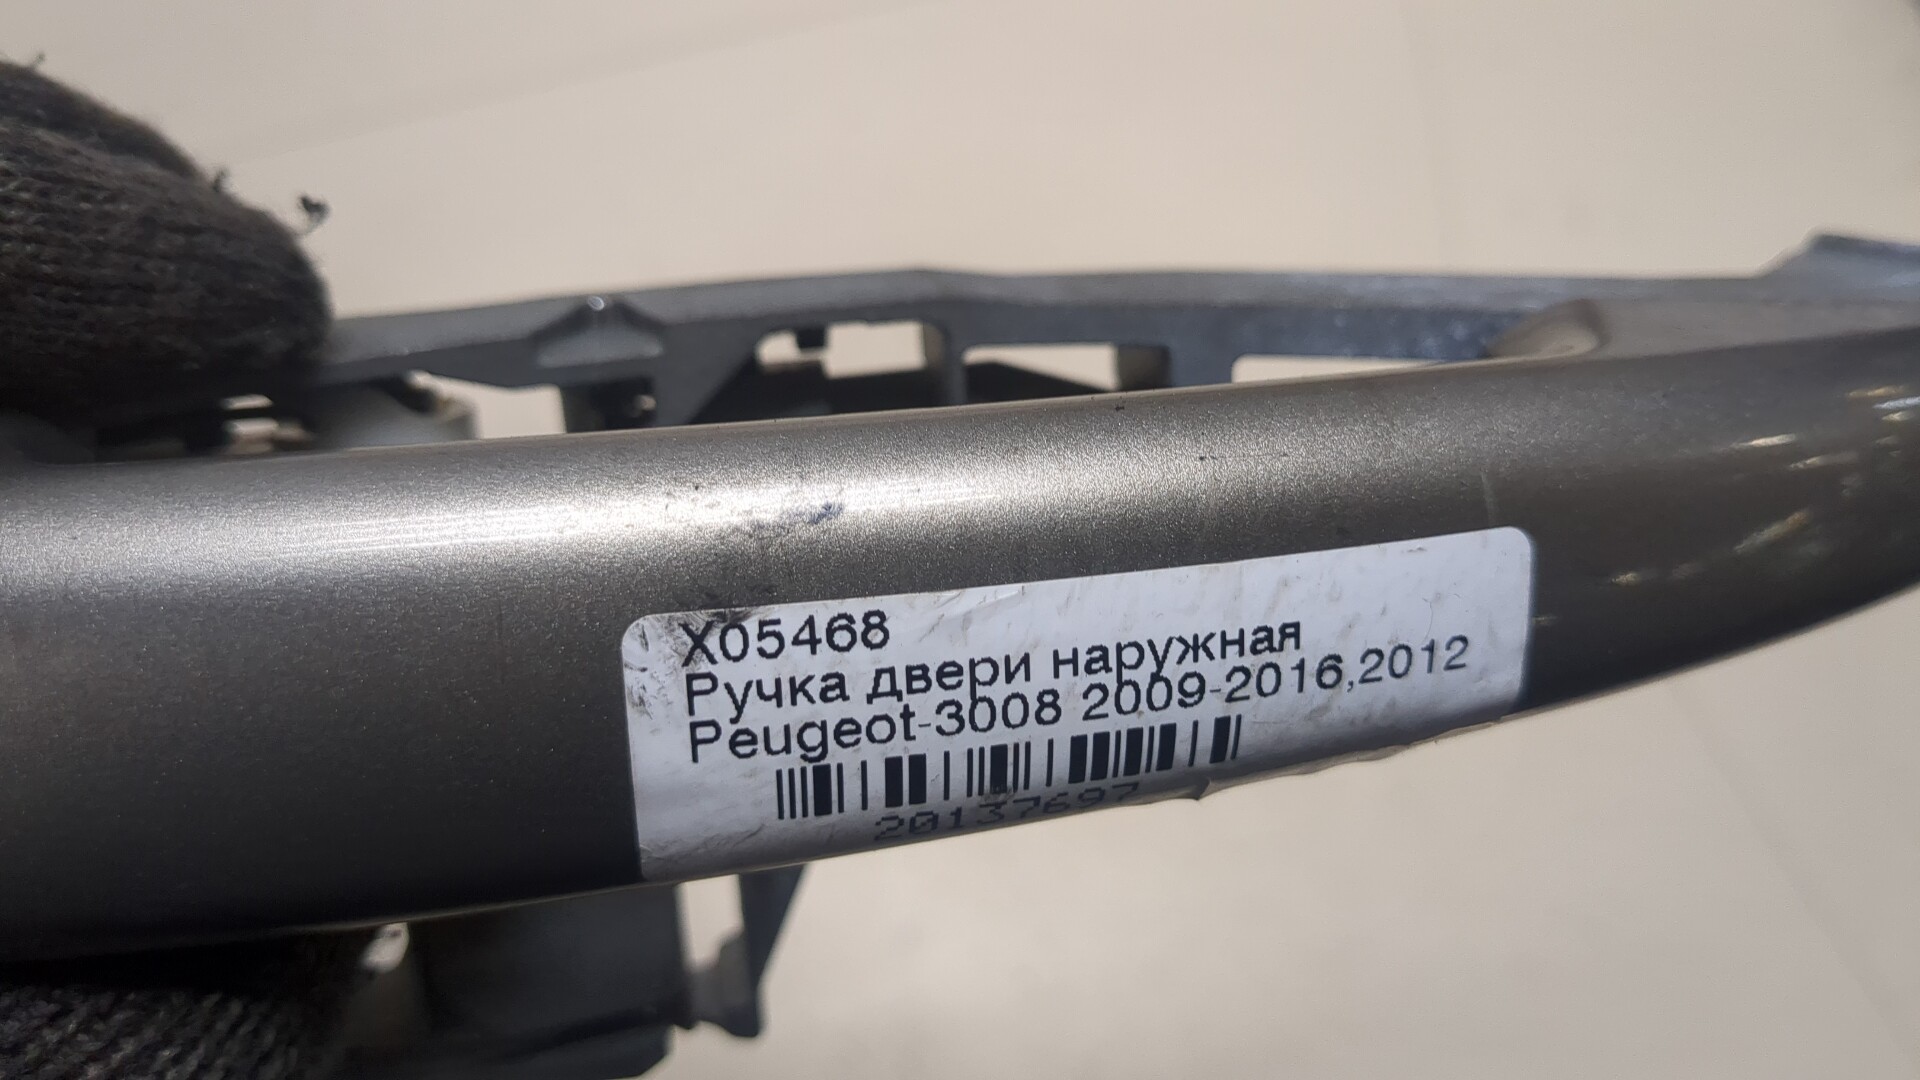 X05468
Ручка двери наружная
Peugeot-3008 2009-2016,2012
20137697